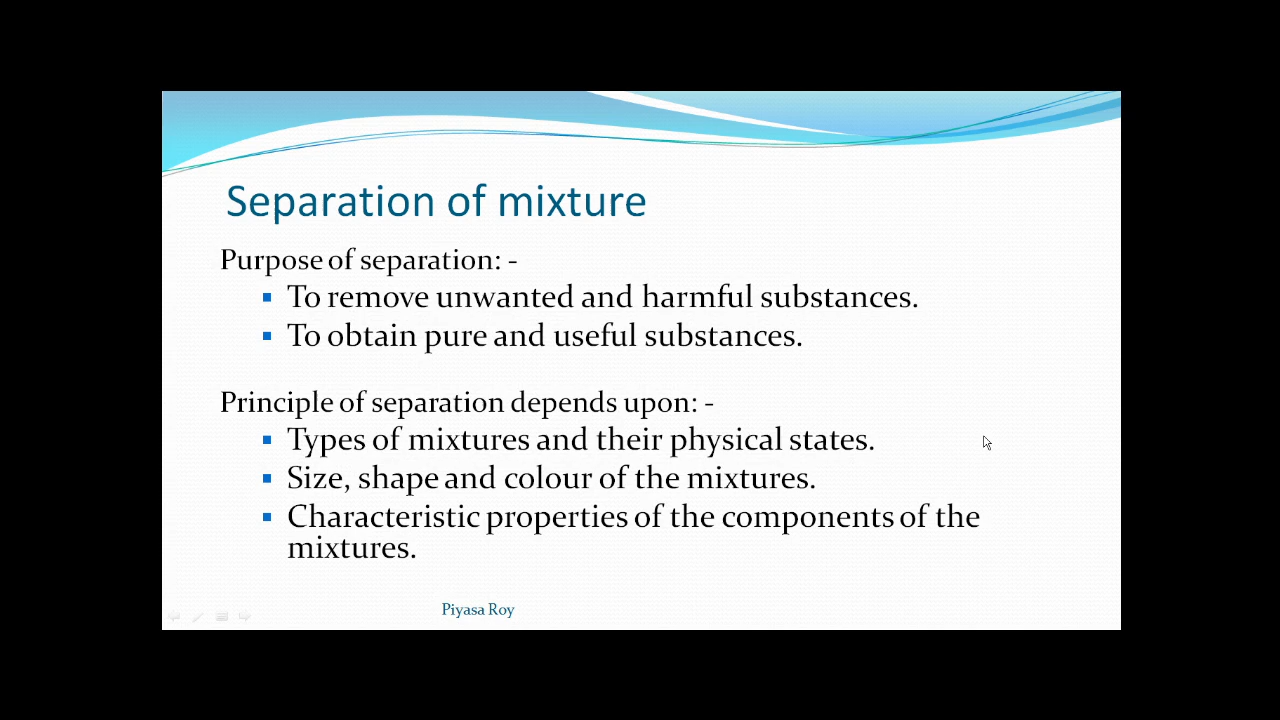 Separation of mixture
Purpose of separation: -
To remove unwanted and harmful substances.
To obtain pure and useful substances.
Principle of separation depends upon: -
Types of mixtures and their physical states.
Size, shape and colour of the mixtures.
Characteristic properties of the components of the
mixtures.
Piyasa Roy